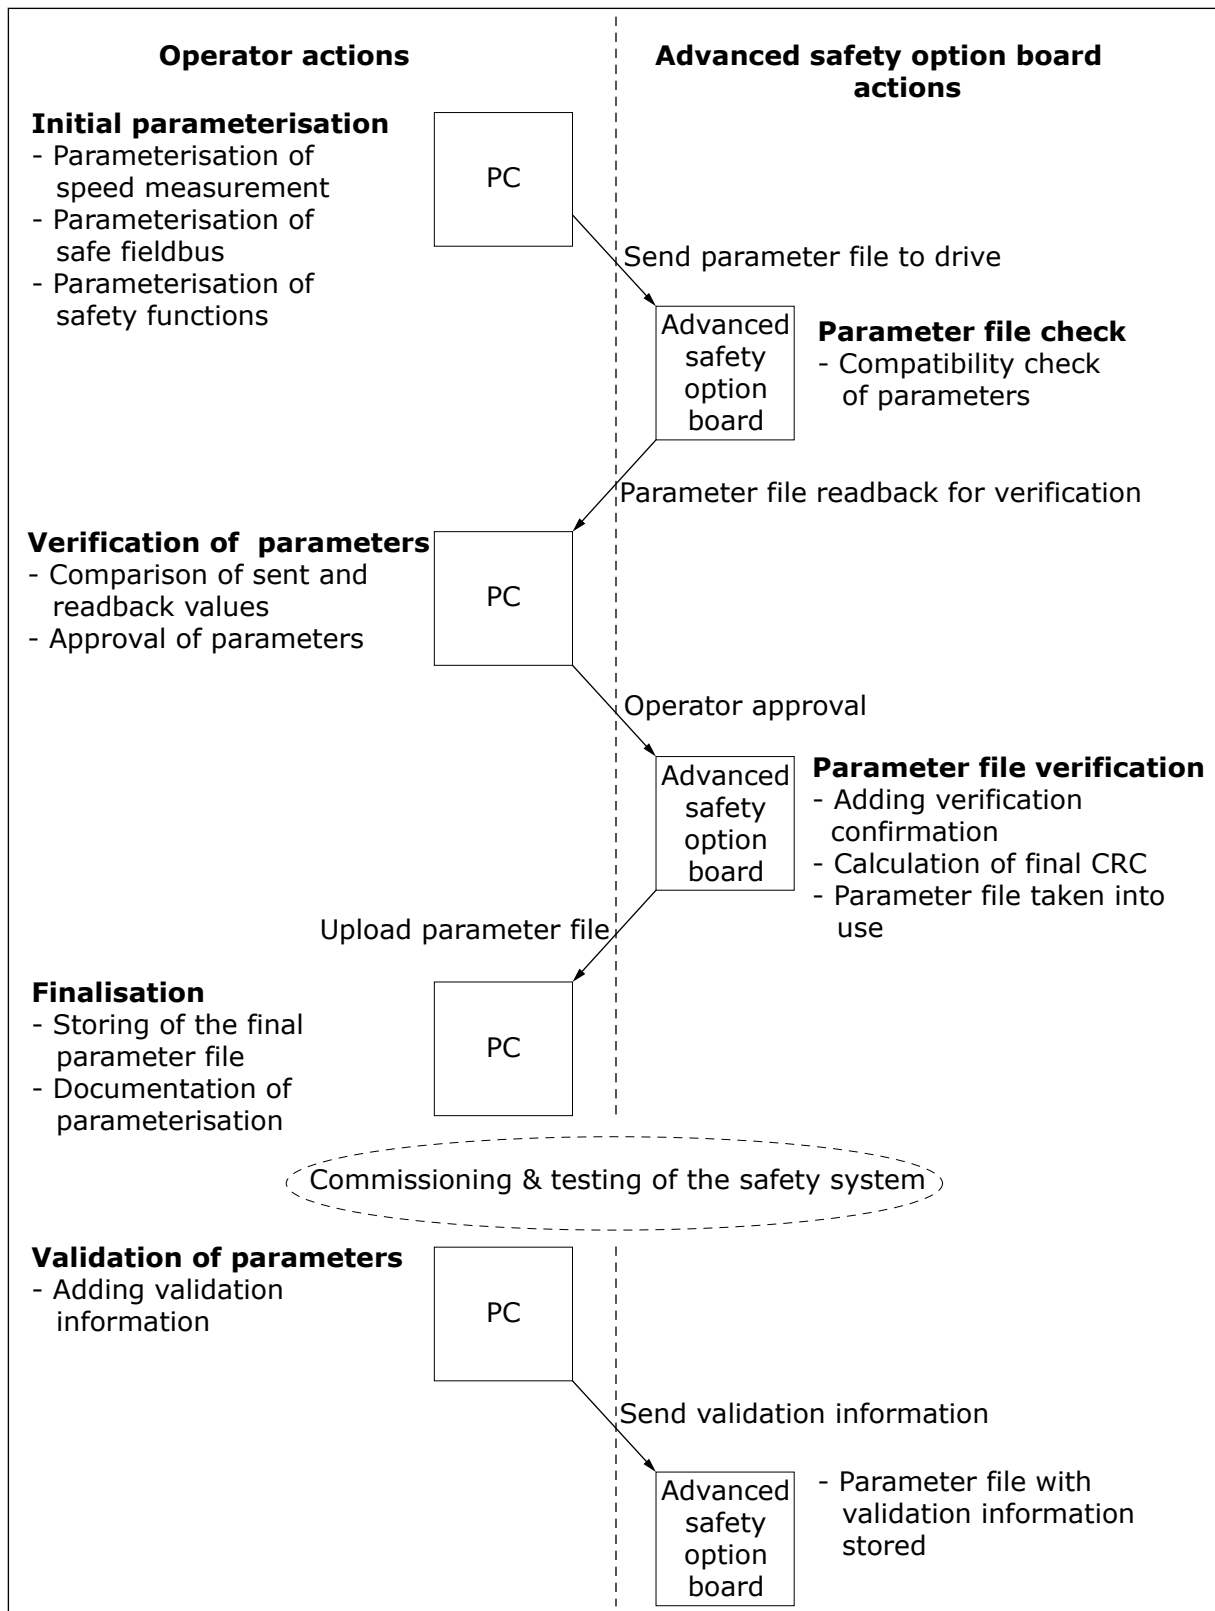 Operator actions
Advanced safety option board
actions
Initial parameterisation
- Parameterisation of
speed measurement
- Parameterisation of
safe fieldbus
- Parameterisation of
safety functions
PC
Send parameter file to drive
Advanced
safety
option
board
Parameter file check
- Compatibility check
of parameters
Parameter file readback for verification
Verification of  parameters
- Comparison of sent and
readback values
- Approval of parameters
PC
Operator approval
Advanced
safety
option
board
Parameter file verification
- Adding verification
confirmation
- Calculation of final CRC
- Parameter file taken into
use
Upload parameter file
Finalisation
- Storing of the final
parameter file
- Documentation of
parameterisation
PC
Commissioning & testing of the safety system
Validation of parameters
- Adding validation
information
PC
Send validation information
Advanced
safety
option
board
- Parameter file with
validation information
stored